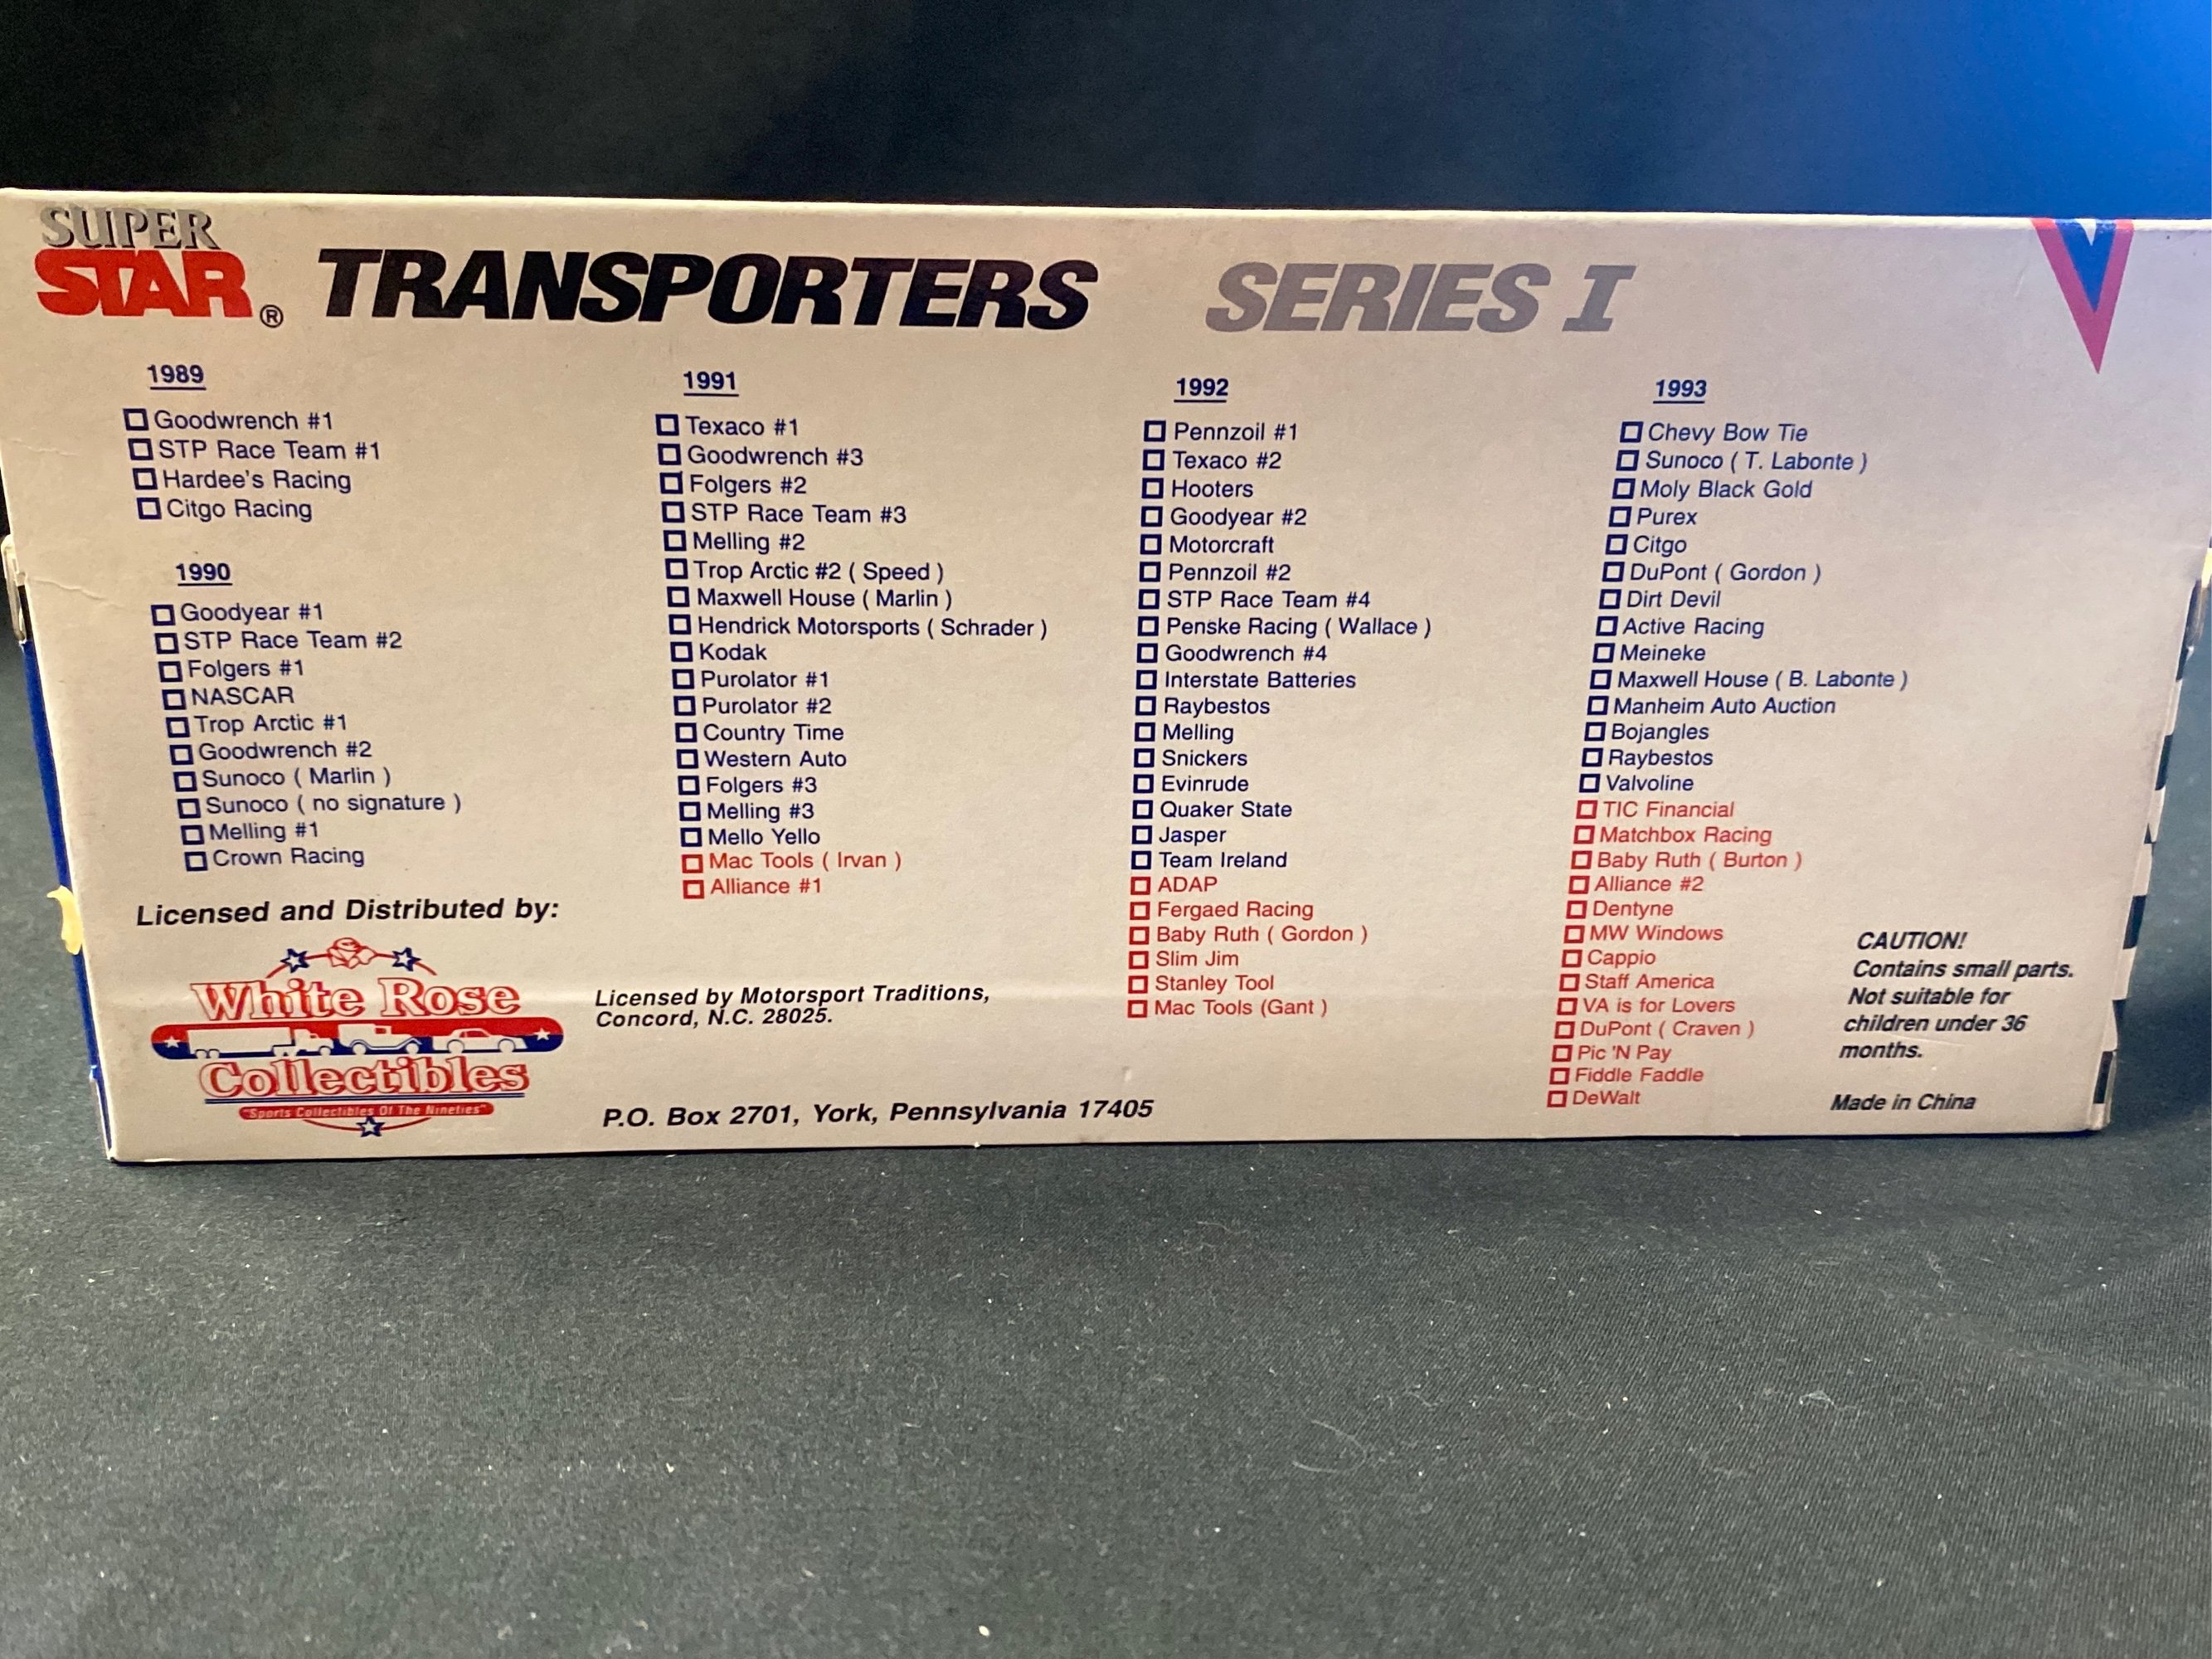 SUPER
STAR® TRANSPORTERS SERIES I
1989
Goodwrench #1
STP Race Team #1
Hardee's Racing
Citgo Racing
1990
Goodyear #1
STP Race Team #2
Folgers #1
NASCAR
Trop Arctic #1
Goodwrench #2
Sunoco ( Marlin )
Sunoco ( no signature )
Melling #1
Crown Racing
1991
Texaco #1
Goodwrench #3
Folgers #2
STP Race Team #3
Melling #2
Trop Arctic #2 ( Speed )
Maxwell House ( Marlin )
Hendrick Motorsports ( Schrader )
Kodak
Purolator #1
Purolator #2
Country Time
Western Auto
Folgers #3
Melling #3
Mello Yello
Mac Tools ( Irvan )
Alliance #1
1992
Pennzoil #1
Texaco #2
Hooters
Goodyear #2
Motorcraft
Pennzoil #2
STP Race Team #4
Penske Racing ( Wallace )
Goodwrench #4
Interstate Batteries
Raybestos
Melling
Snickers
Evinrude
Quaker State
Jasper
Team Ireland
ADAP
Fergaed Racing
Baby Ruth ( Gordon )
Slim Jim
Stanley Tool
Mac Tools (Gant )
1993
Chevy Bow Tie
Sunoco ( T. Labonte )
Moly Black Gold
Purex
Citgo
DuPont ( Gordon )
Dirt Devil
Active Racing
Meineke
Maxwell House ( B. Labonte )
Manheim Auto Auction
Bojangles
Raybestos
Valvoline
TIC Financial
Matchbox Racing
Baby Ruth ( Burton )
Alliance #2
Dentyne
MW Windows
Cappio
Staff America
VA is for Lovers
DuPont ( Craven )
Pic 'N Pay
Fiddle Faddle
DeWalt
Licensed and Distributed by:
White Rose
Collectibles
"Sports Collectibles Of The Nineties"
Licensed by Motorsport Traditions,
Concord, N.C. 28025.
P.O. Box 2701, York, Pennsylvania 17405
CAUTION!
Contains small parts.
Not suitable for
children under 36
months.
Made in China